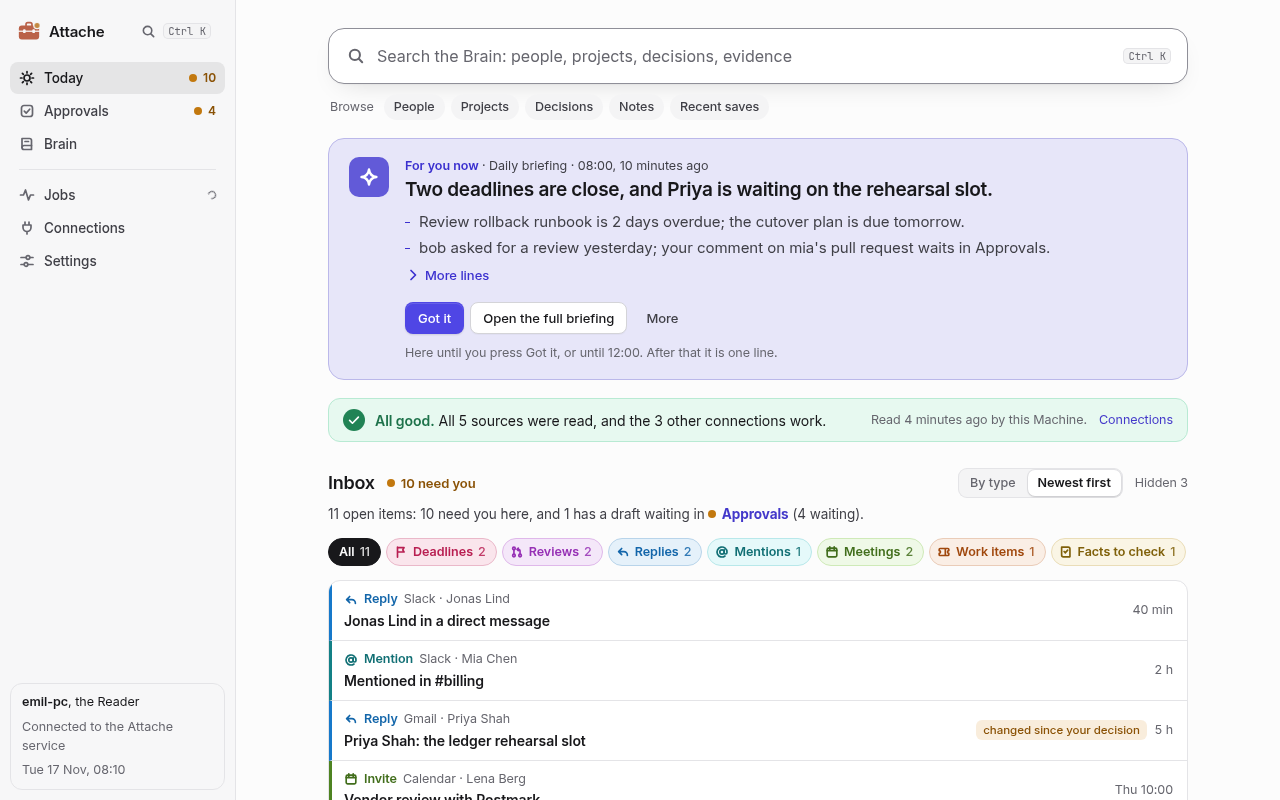 Attache
Ctrl K
Today 10
Approvals 4
Brain
Jobs
Connections
Settings
emil-pc, the Reader
Connected to the Attache
service
Tue 17 Nov, 08:10
Search the Brain: people, projects, decisions, evidence
Ctrl K
Browse People Projects Decisions Notes Recent saves
For you now · Daily briefing · 08:00, 10 minutes ago
Two deadlines are close, and Priya is waiting on the rehearsal slot.
- Review rollback runbook is 2 days overdue; the cutover plan is due tomorrow.
- bob asked for a review yesterday; your comment on mia's pull request waits in Approvals.
More lines
Got it Open the full briefing More
Here until you press Got it, or until 12:00. After that it is one line.
All good. All 5 sources were read, and the 3 other connections work. Read 4 minutes ago by this Machine. Connections
Inbox 10 need you By type Newest first Hidden 3
11 open items: 10 need you here, and 1 has a draft waiting in Approvals (4 waiting).
All 11 Deadlines 2 Reviews 2 Replies 2 Mentions 1 Meetings 2 Work items 1 Facts to check 1
Reply Slack · Jonas Lind
Jonas Lind in a direct message
40 min
Mention Slack · Mia Chen
Mentioned in #billing
2 h
Reply Gmail · Priya Shah
Priya Shah: the ledger rehearsal slot
changed since your decision 5 h
Invite Calendar · Lena Berg
Vendor review with Postmark
Thu 10:00